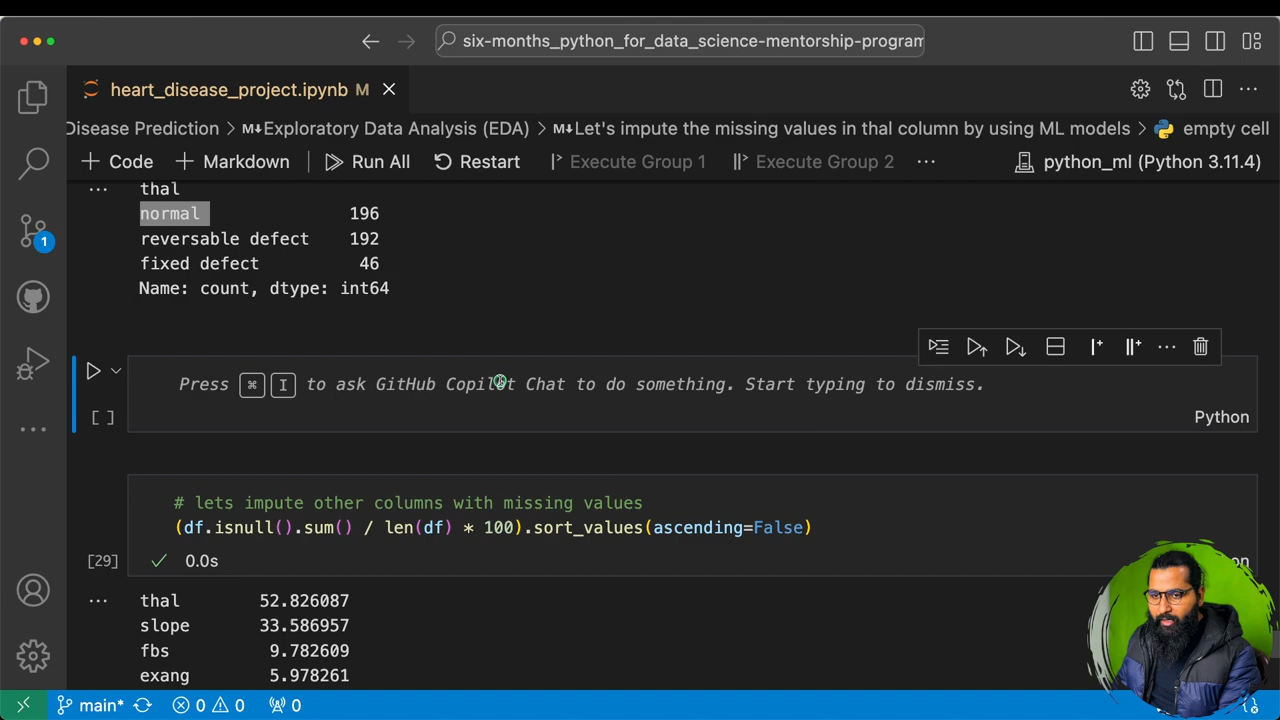 six-months_python_for_data_science-mentorship-program
heart_disease_project.ipynb M
Disease Prediction > M↓Exploratory Data Analysis (EDA) > M↓Let's impute the missing values in thal column by using ML models > empty cell
+ Code + Markdown Run All Restart Execute Group 1 Execute Group 2 ··· python_ml (Python 3.11.4)
thal
normal 196
reversable defect 192
fixed defect 46
Name: count, dtype: int64
Press ⌘ I to ask GitHub Copilot Chat to do something. Start typing to dismiss.
[ ] Python
# lets impute other columns with missing values
(df.isnull().sum() / len(df) * 100).sort_values(ascending=False)
[29] 0.0s
thal 52.826087
slope 33.586957
fbs 9.782609
exang 5.978261
1
main* 0 0 0